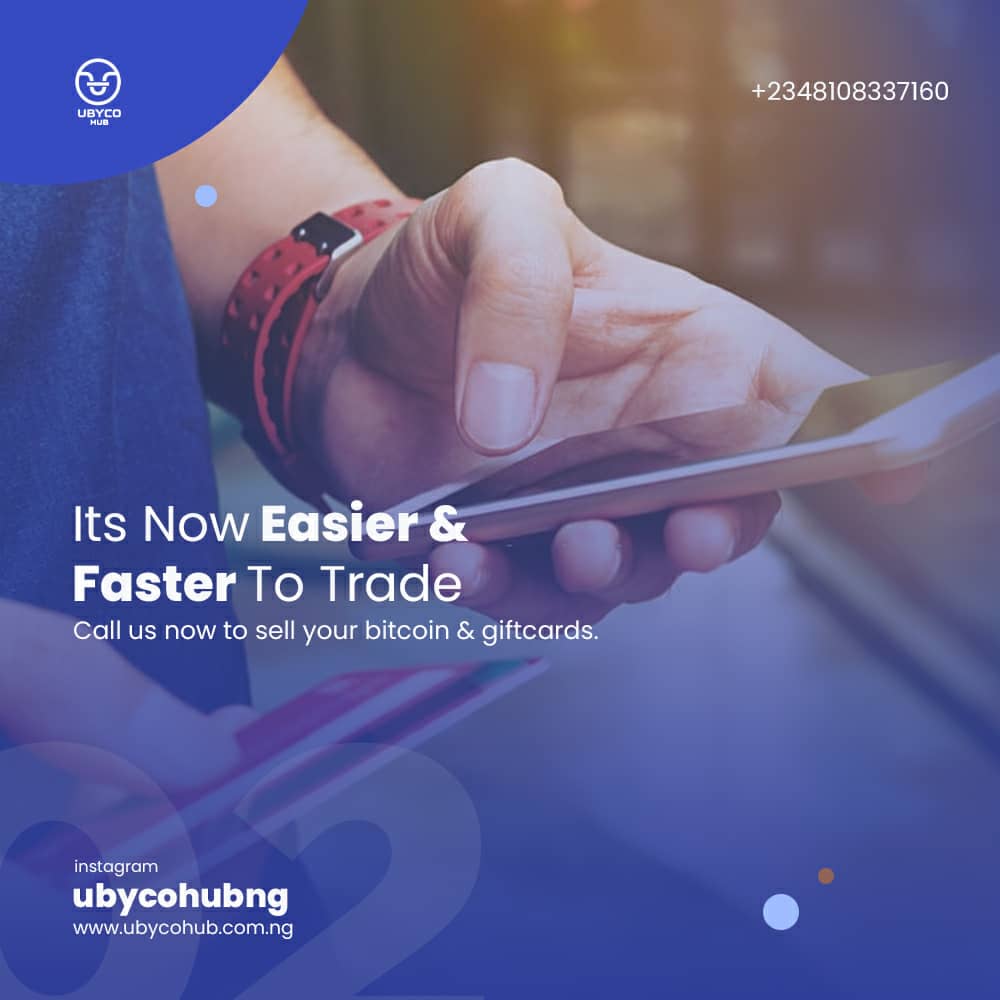 UBYCO
HUB
+2348108337160
Its Now Easier &
Faster To Trade
Call us now to sell your bitcoin & giftcards.
02
instagram
ubycohubng
www.ubycohub.com.ng